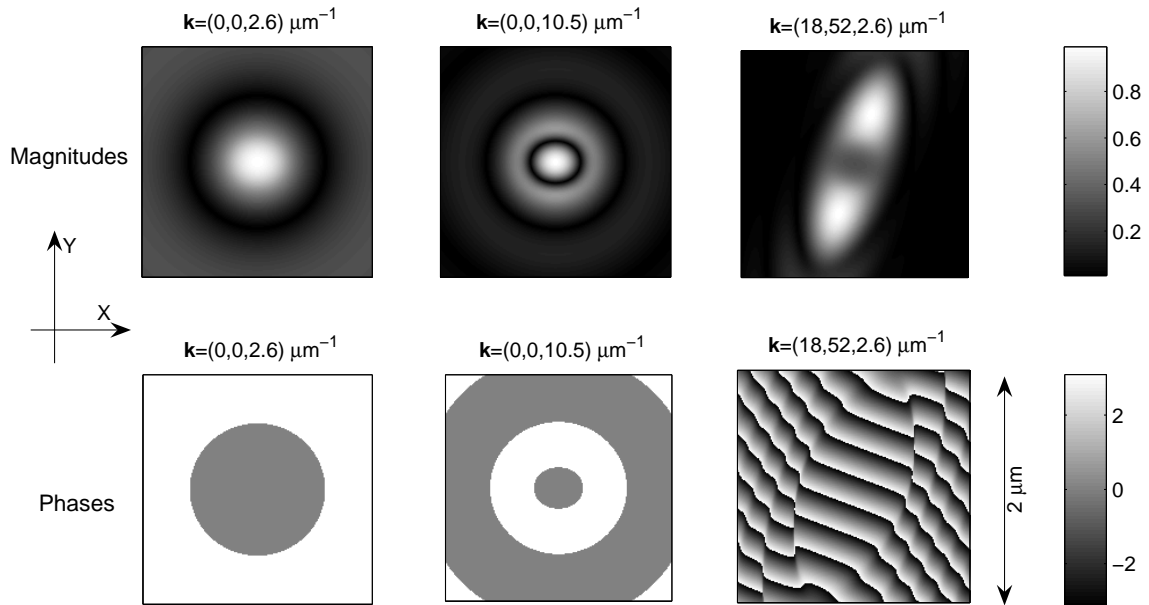 k=(0,0,2.6) μm⁻¹
k=(0,0,10.5) μm⁻¹
k=(18,52,2.6) μm⁻¹
Magnitudes
0.8
0.6
0.4
0.2
Y
X
k=(0,0,2.6) μm⁻¹
k=(0,0,10.5) μm⁻¹
k=(18,52,2.6) μm⁻¹
Phases
2 μm
2
0
−2